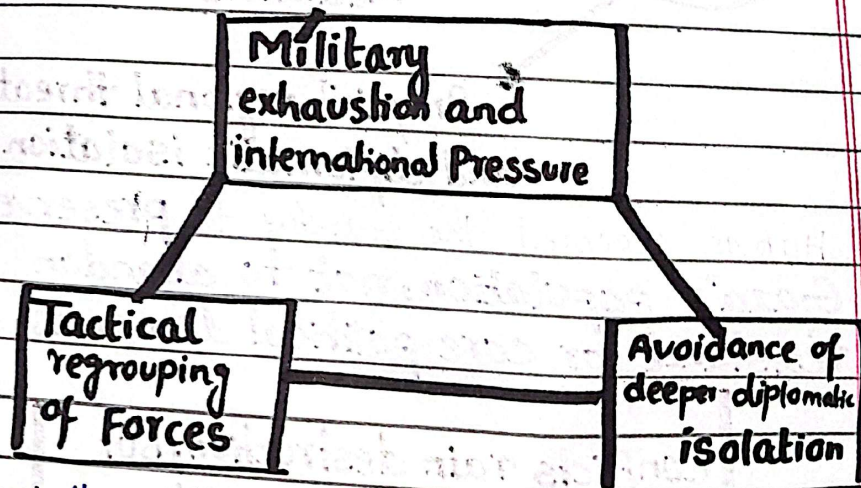 Military
exhaustion and
international Pressure
Tactical
regrouping
of Forces
Avoidance of
deeper diplomatic
isolation